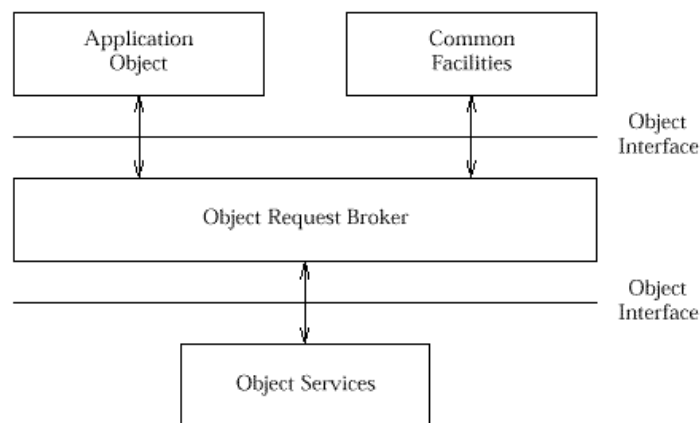 Application
Object
Common
Facilities
Object
Interface
Object Request Broker
Object
Interface
Object Services